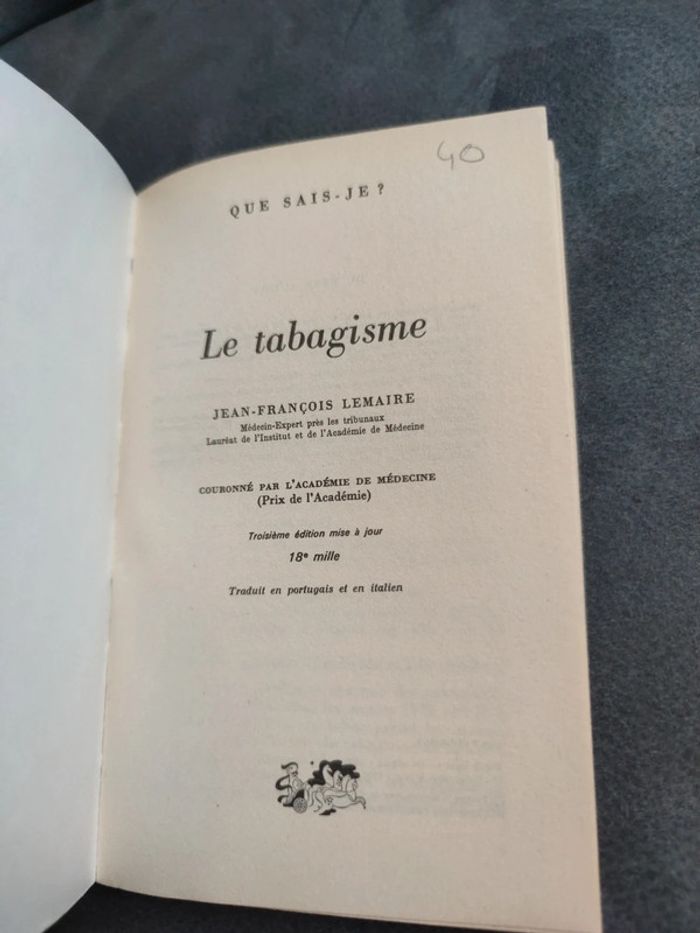 40
QUE SAIS-JE ?
Le tabagisme
JEAN-FRANÇOIS LEMAIRE
Médecin-Expert près les tribunaux
Lauréat de l'Institut et de l'Académie de Médecine
COURONNÉ PAR L'ACADÉMIE DE MÉDECINE
(Prix de l'Académie)
Troisième édition mise à jour
18e mille
Traduit en portugais et en italien